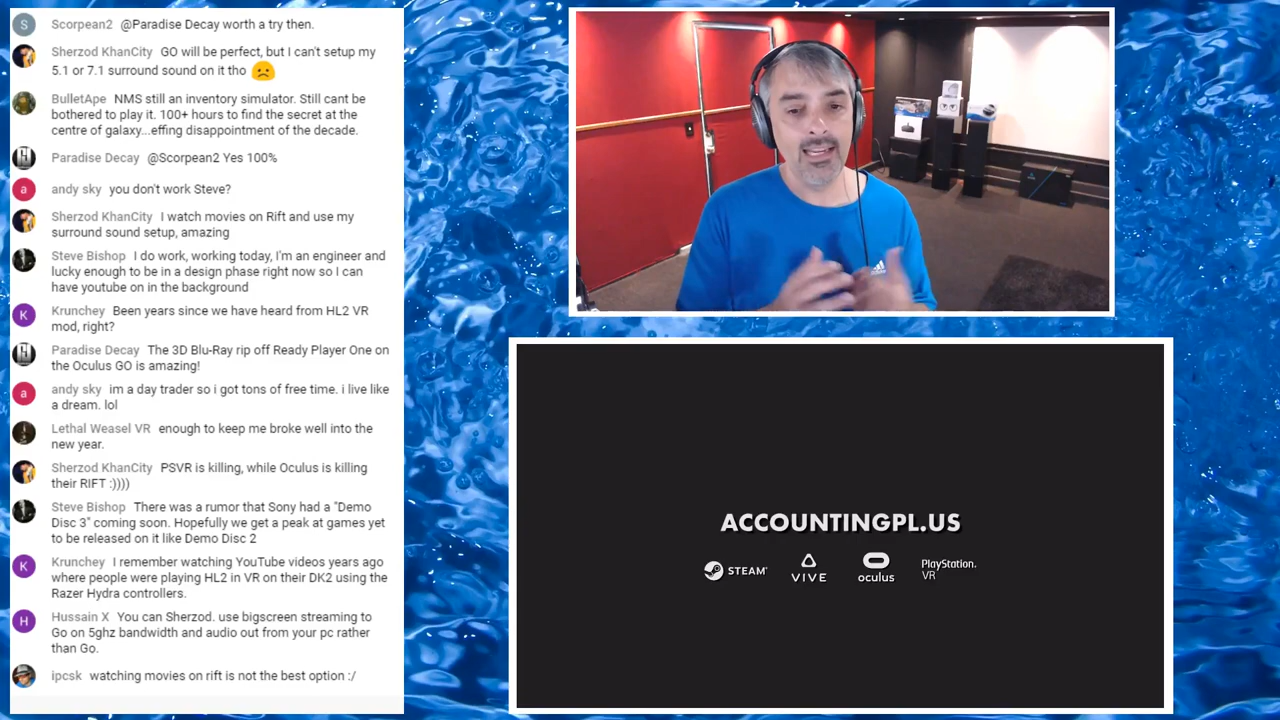 S Scorpean2 @Paradise Decay worth a try then.
Sherzod KhanCity GO will be perfect, but I can't setup my
5.1 or 7.1 surround sound on it tho
BulletApe NMS still an inventory simulator. Still cant be
bothered to play it. 100+ hours to find the secret at the
centre of galaxy...effing disappointment of the decade.
Paradise Decay @Scorpean2 Yes 100%
a andy sky you don't work Steve?
Sherzod KhanCity I watch movies on Rift and use my
surround sound setup, amazing
Steve Bishop I do work, working today, I'm an engineer and
lucky enough to be in a design phase right now so I can
have youtube on in the background
K Krunchey Been years since we have heard from HL2 VR
mod, right?
Paradise Decay The 3D Blu-Ray rip off Ready Player One on
the Oculus GO is amazing!
a andy sky im a day trader so i got tons of free time. i live like
a dream. lol
Lethal Weasel VR enough to keep me broke well into the
new year.
Sherzod KhanCity PSVR is killing, while Oculus is killing
their RIFT :))))
Steve Bishop There was a rumor that Sony had a "Demo
Disc 3" coming soon. Hopefully we get a peak at games yet
to be released on it like Demo Disc 2
K Krunchey I remember watching YouTube videos years ago
where people were playing HL2 in VR on their DK2 using the
Razer Hydra controllers.
H Hussain X You can Sherzod. use bigscreen streaming to
Go on 5ghz bandwidth and audio out from your pc rather
than Go.
ipcsk watching movies on rift is not the best option :/
ACCOUNTINGPL.US
STEAM VIVE oculus PlayStation.
VR